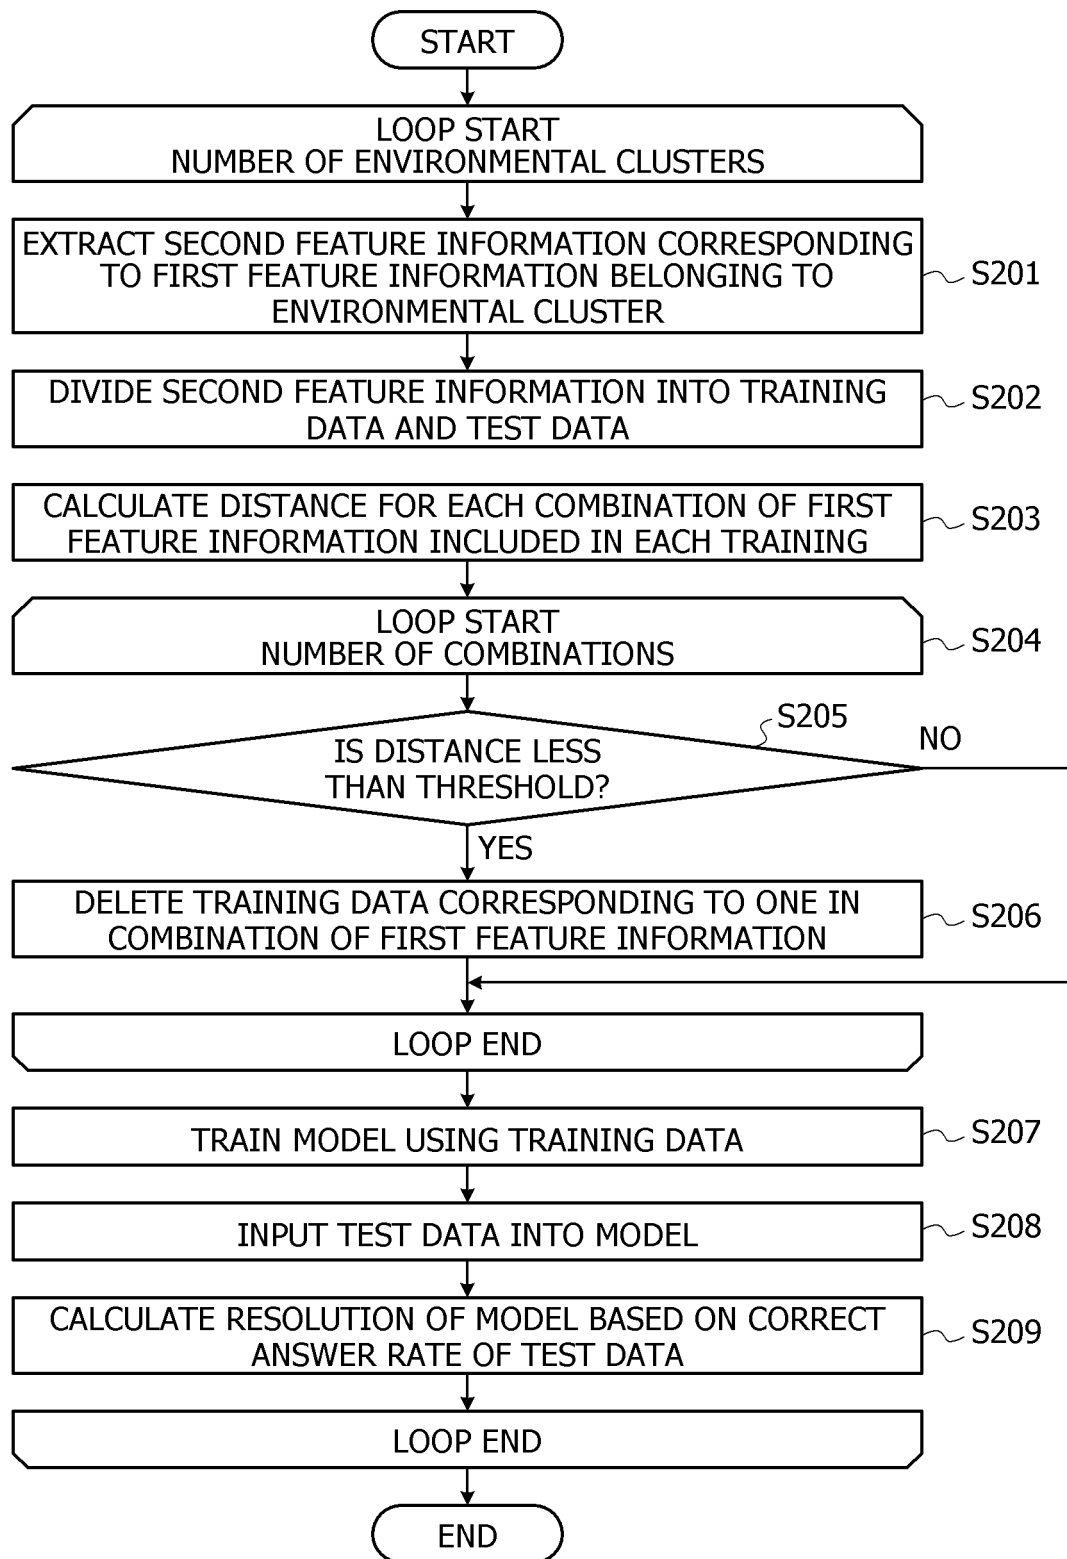 START
LOOP START
NUMBER OF ENVIRONMENTAL CLUSTERS
EXTRACT SECOND FEATURE INFORMATION CORRESPONDING
TO FIRST FEATURE INFORMATION BELONGING TO
ENVIRONMENTAL CLUSTER
S201
DIVIDE SECOND FEATURE INFORMATION INTO TRAINING
DATA AND TEST DATA
S202
CALCULATE DISTANCE FOR EACH COMBINATION OF FIRST
FEATURE INFORMATION INCLUDED IN EACH TRAINING
S203
LOOP START
NUMBER OF COMBINATIONS
S204
IS DISTANCE LESS
THAN THRESHOLD?
S205
NO
YES
DELETE TRAINING DATA CORRESPONDING TO ONE IN
COMBINATION OF FIRST FEATURE INFORMATION
S206
LOOP END
TRAIN MODEL USING TRAINING DATA
S207
INPUT TEST DATA INTO MODEL
S208
CALCULATE RESOLUTION OF MODEL BASED ON CORRECT
ANSWER RATE OF TEST DATA
S209
LOOP END
END